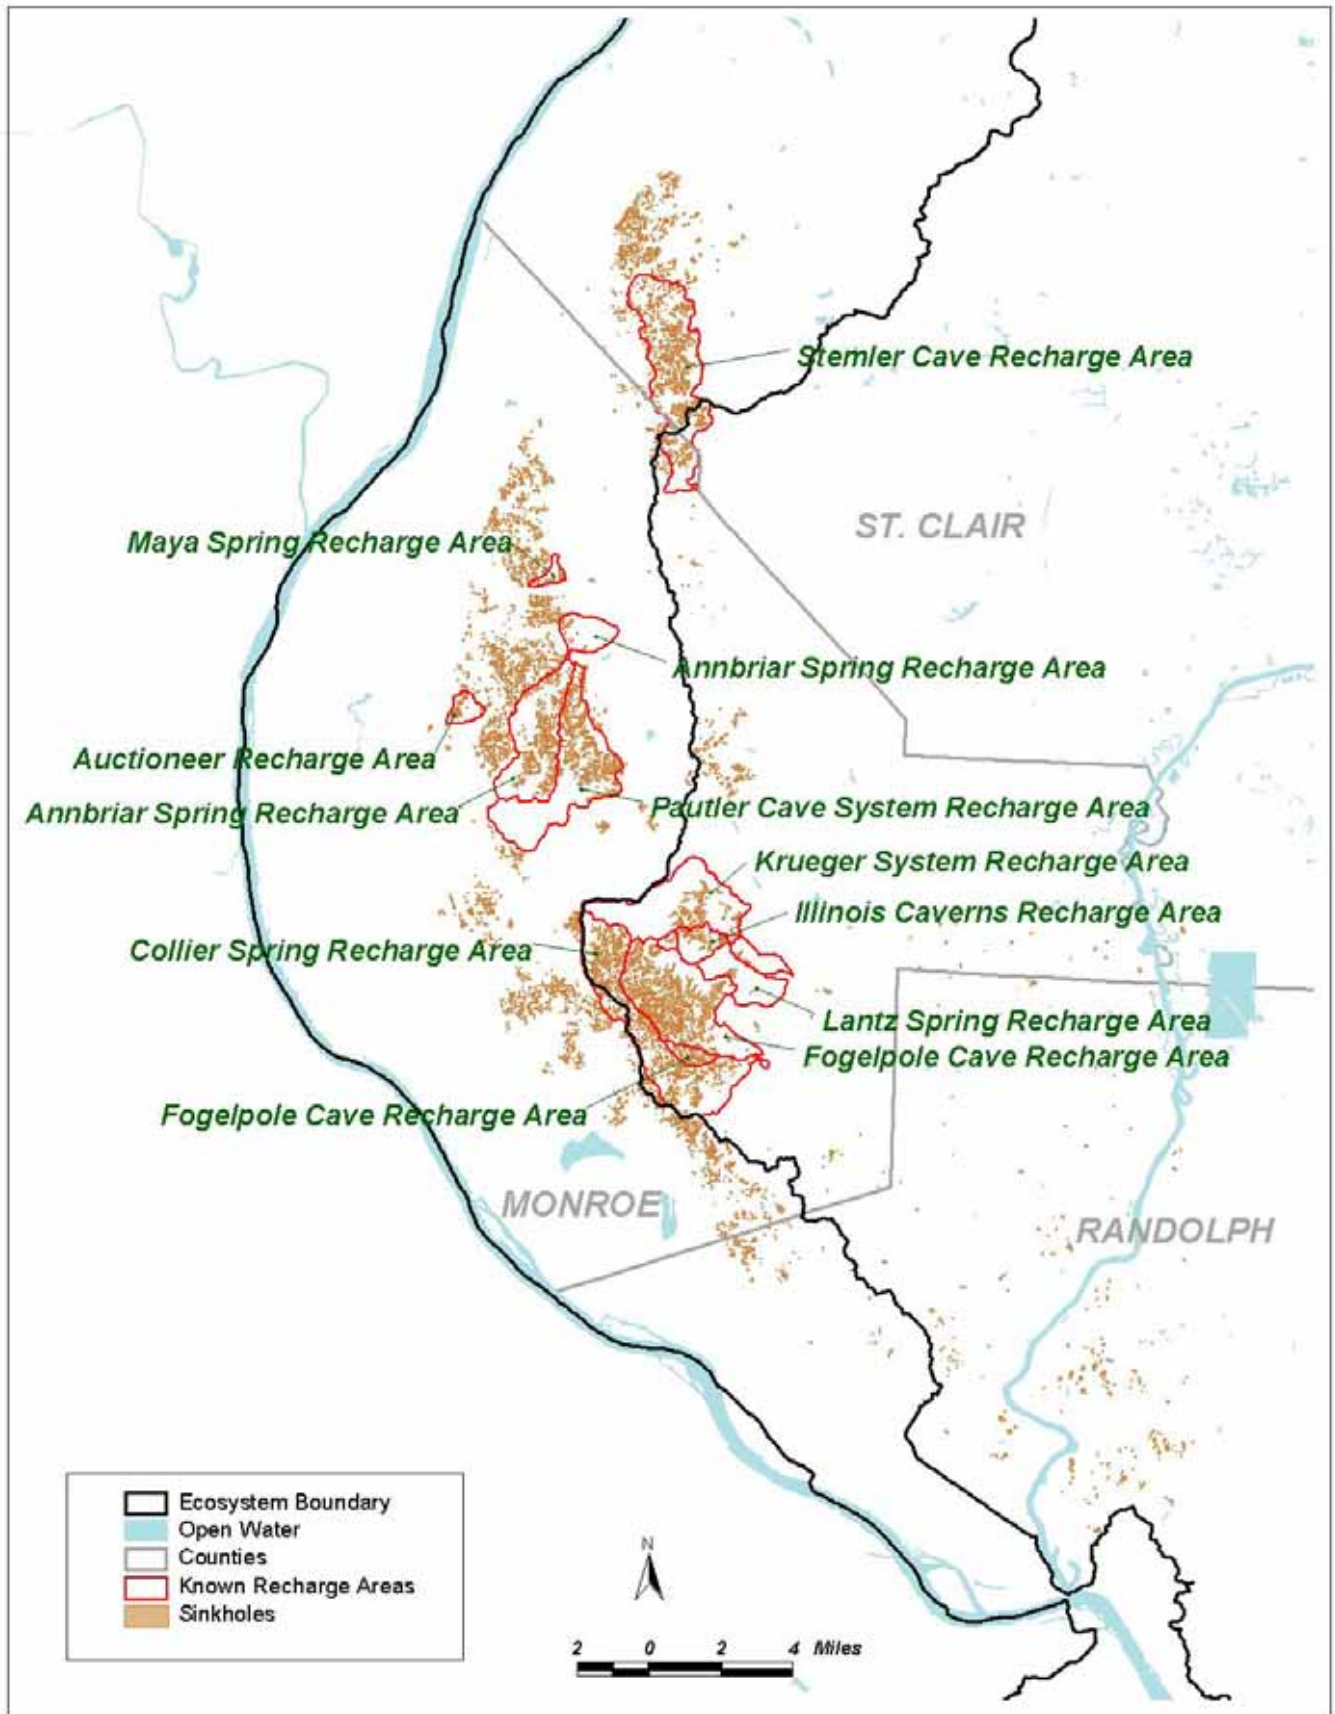 Stemler Cave Recharge Area
ST. CLAIR
Maya Spring Recharge Area
Annbriar Spring Recharge Area
Auctioneer Recharge Area
Annbriar Spring Recharge Area
Pautler Cave System Recharge Area
Krueger System Recharge Area
Illinois Caverns Recharge Area
Collier Spring Recharge Area
Lantz Spring Recharge Area
Fogelpole Cave Recharge Area
Fogelpole Cave Recharge Area
MONROE
RANDOLPH
Ecosystem Boundary
Open Water
Counties
Known Recharge Areas
Sinkholes
N
2 0 2 4 Miles